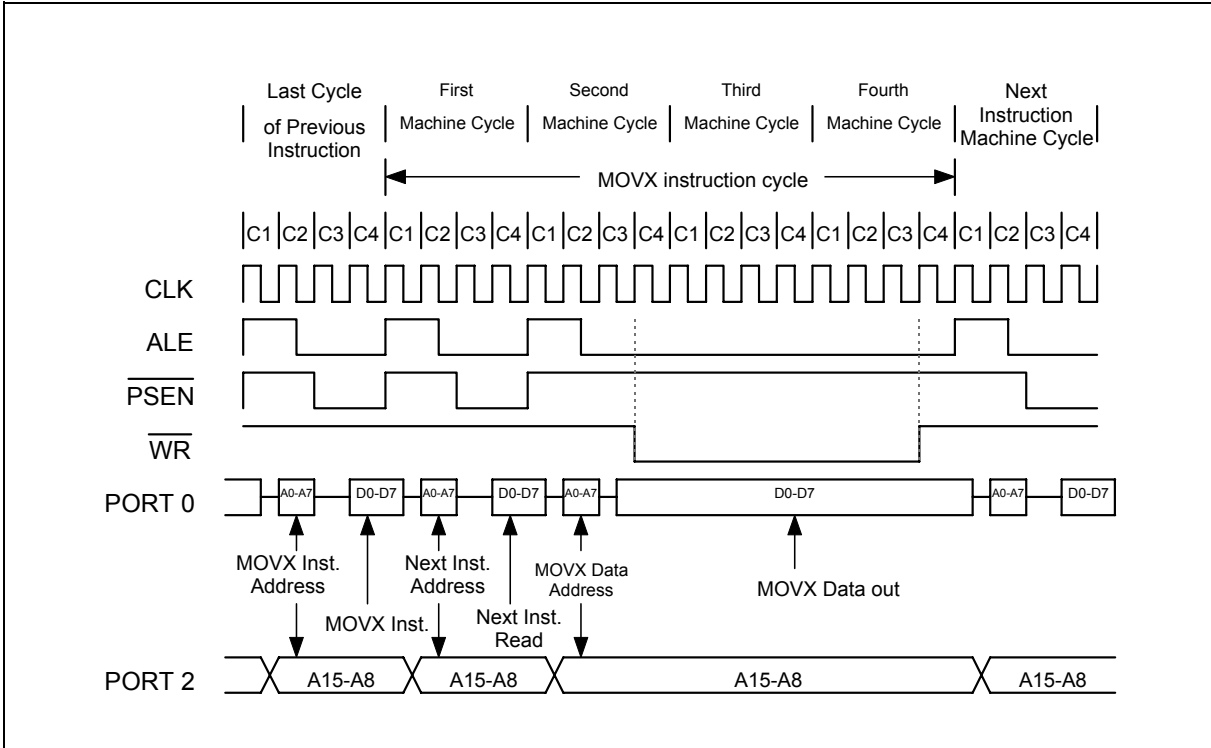 Last Cycle
of Previous
Instruction
First
Machine Cycle
Second
Machine Cycle
Third
Machine Cycle
Fourth
Machine Cycle
Next
Instruction
Machine Cycle
MOVX instruction cycle
C1 C2 C3 C4 C1 C2 C3 C4 C1 C2 C3 C4 C1 C2 C3 C4 C1 C2 C3 C4 C1 C2 C3 C4
CLK
ALE
PSEN
WR
PORT 0
A0-A7 D0-D7 A0-A7 D0-D7 A0-A7 D0-D7 A0-A7 D0-D7
MOVX Inst.
Address
MOVX Inst.
Next Inst.
Address
Next Inst.
Read
MOVX Data
Address
MOVX Data out
PORT 2
A15-A8 A15-A8 A15-A8 A15-A8